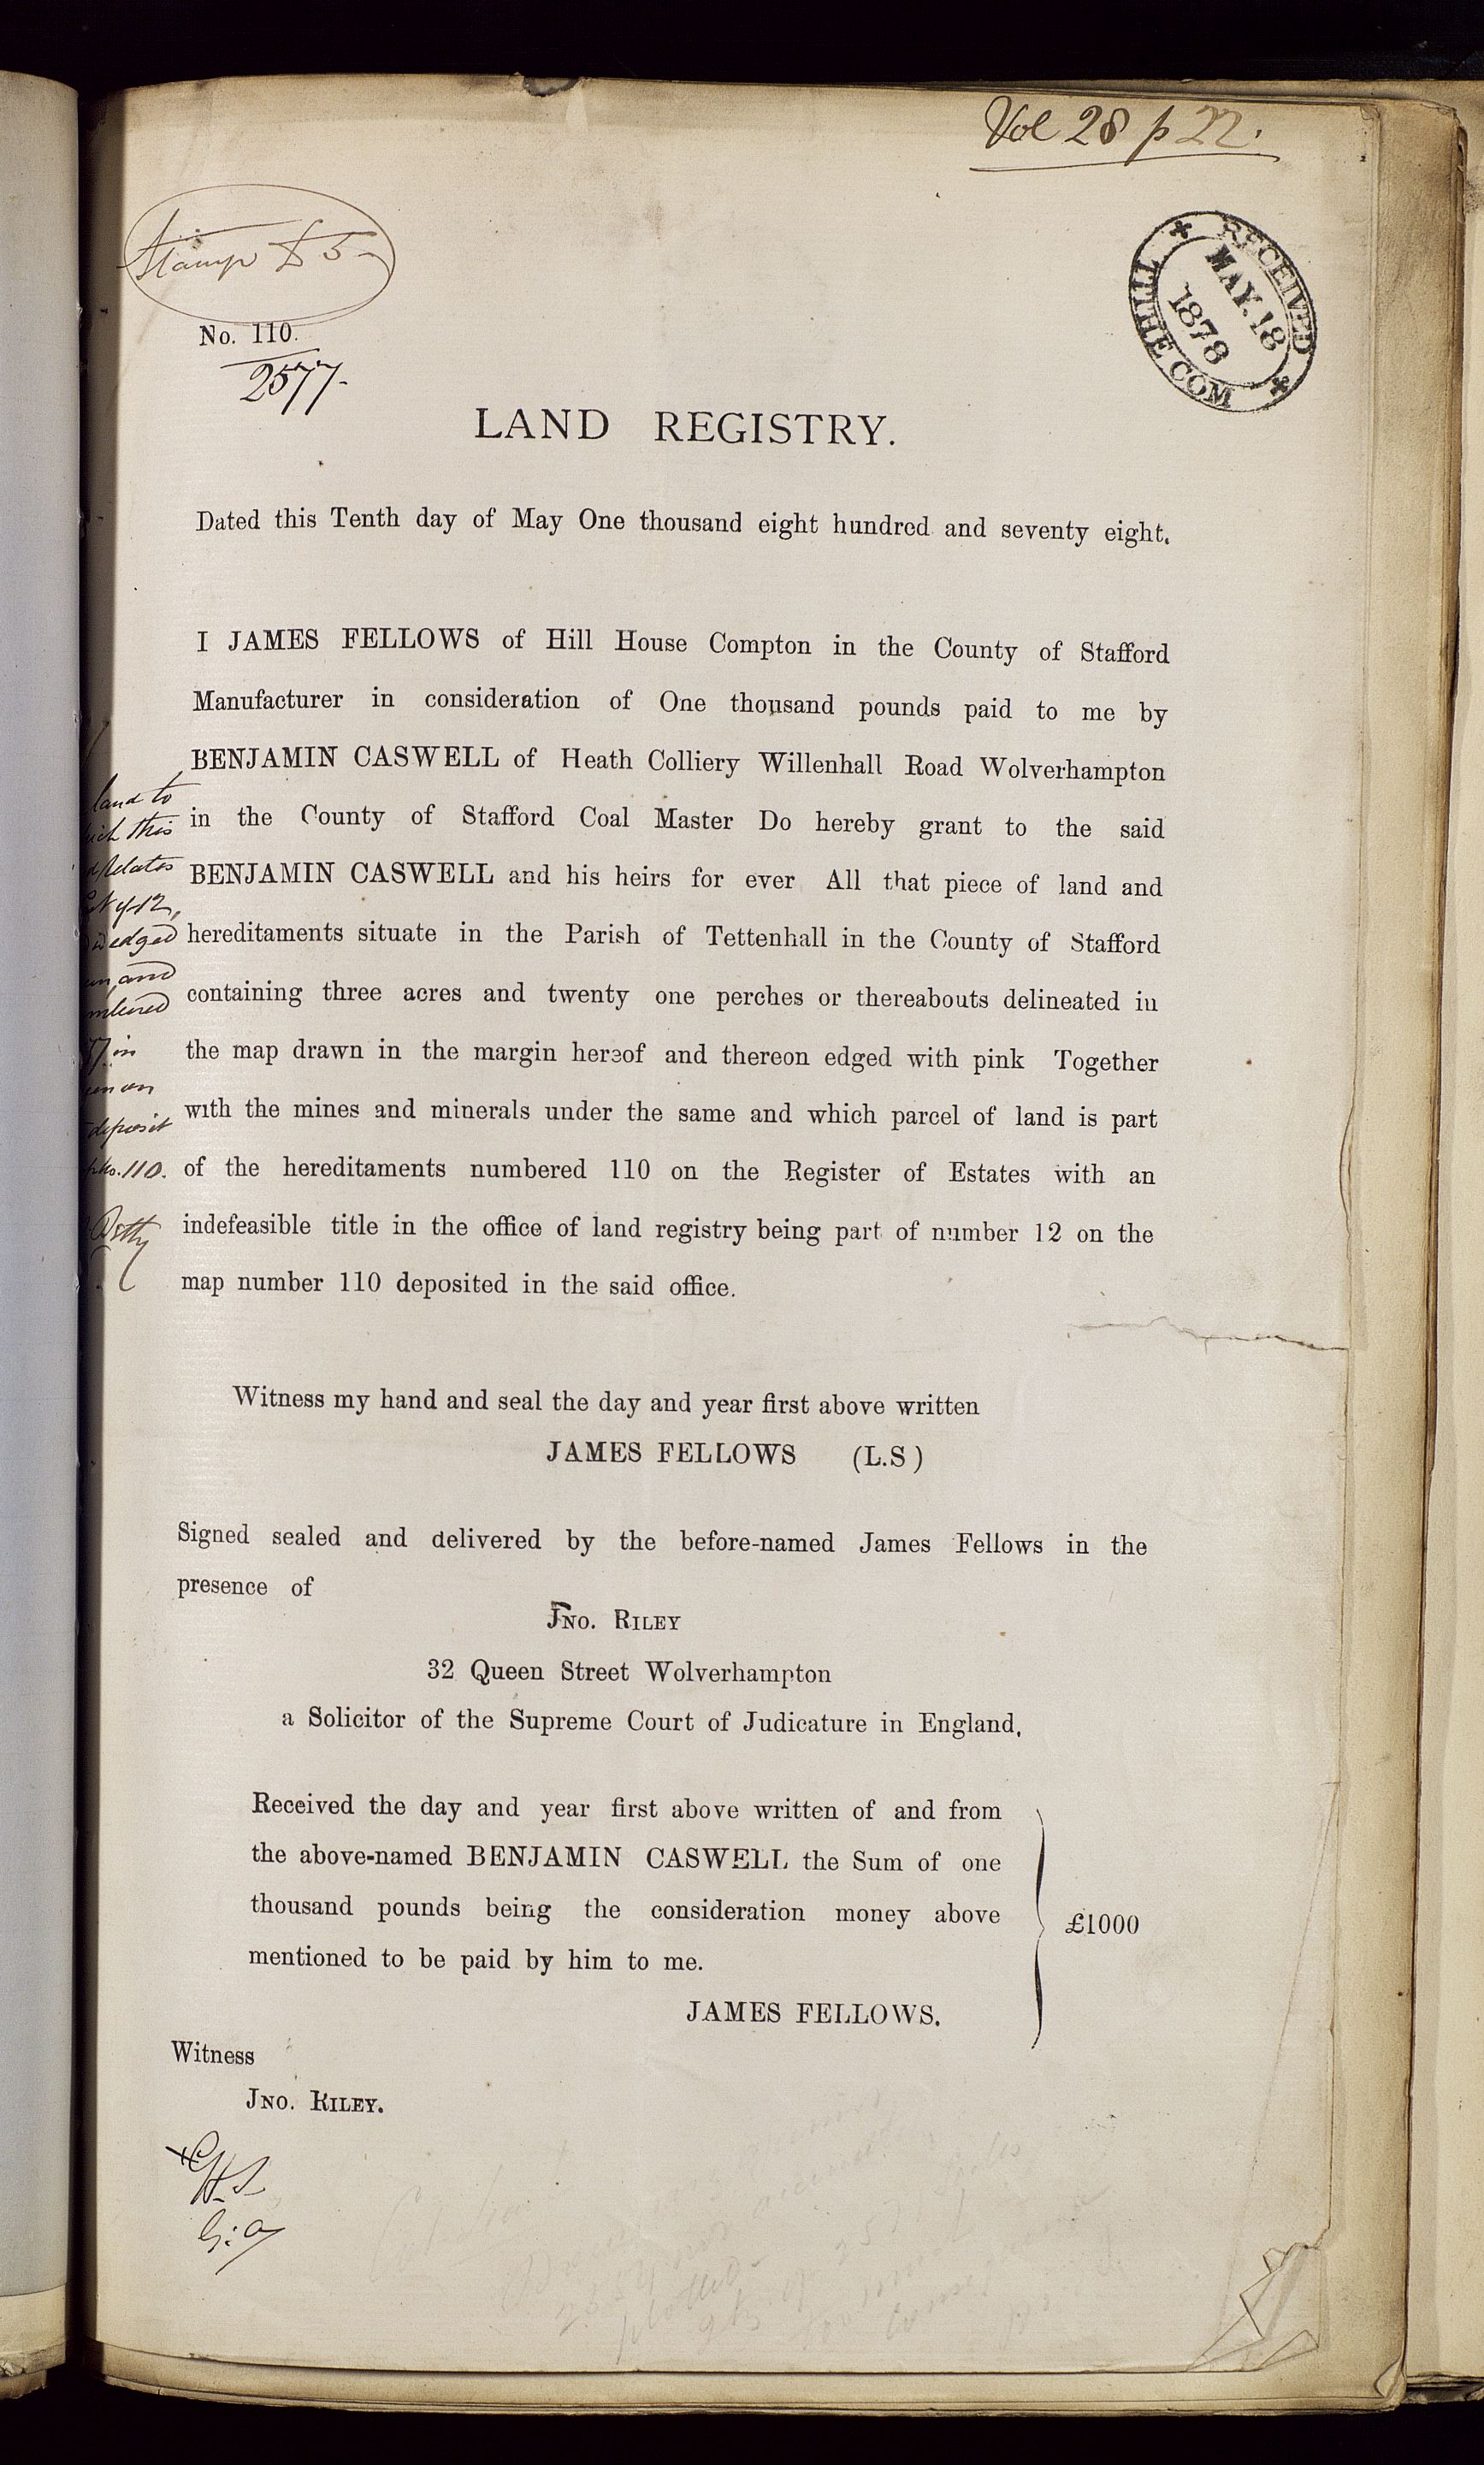 Vol 28 p 22.
Stamp £5-
RECEIVED
MAY.18
1878
TITHE COM
No. 110.
2577.
LAND REGISTRY.
Dated this Tenth day of May One thousand eight hundred and seventy eight.
I JAMES FELLOWS of Hill House Compton in the County of Stafford
Manufacturer in consideration of One thousand pounds paid to me by
BENJAMIN CASWELL of Heath Colliery Willenhall Road Wolverhampton
in the County of Stafford Coal Master Do hereby grant to the said
BENJAMIN CASWELL and his heirs for ever All that piece of land and
hereditaments situate in the Parish of Tettenhall in the County of Stafford
containing three acres and twenty one perches or thereabouts delineated in
the map drawn in the margin hereof and thereon edged with pink Together
with the mines and minerals under the same and which parcel of land is part
of the hereditaments numbered 110 on the Register of Estates with an
indefeasible title in the office of land registry being part of number 12 on the
map number 110 deposited in the said office.
land to
this
relates
12,
edged
and
in
on
deposit
No. 110.
Witness my hand and seal the day and year first above written
JAMES FELLOWS (L.S)
Signed sealed and delivered by the before-named James Fellows in the
presence of
JNO. RILEY
32 Queen Street Wolverhampton
a Solicitor of the Supreme Court of Judicature in England.
Received the day and year first above written of and from
the above-named BENJAMIN CASWELL the Sum of one
thousand pounds being the consideration money above
mentioned to be paid by him to me.
£1000
JAMES FELLOWS.
Witness
JNO. RILEY.